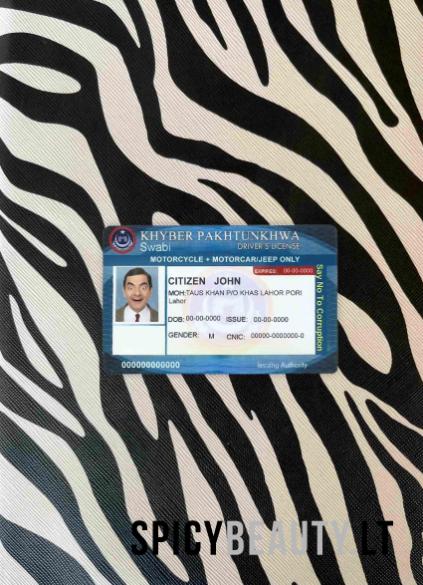 KHYBER PAKHTUNKHWA
Swabi DRIVER'S LICENSE
MOTORCYCLE + MOTORCAR/JEEP ONLY
EXPIRES: 00-00-0000
CITIZEN JOHN
MOH:TAUS KHAN P/O KHAS LAHOR PORI
Lahor
DOB: 00-00-0000 ISSUE: 00-00-0000
GENDER: M CNIC: 00000-0000000-0
Say No To Corruption
000000000000 Issuing Authority
SPICYBEAUTY.LT